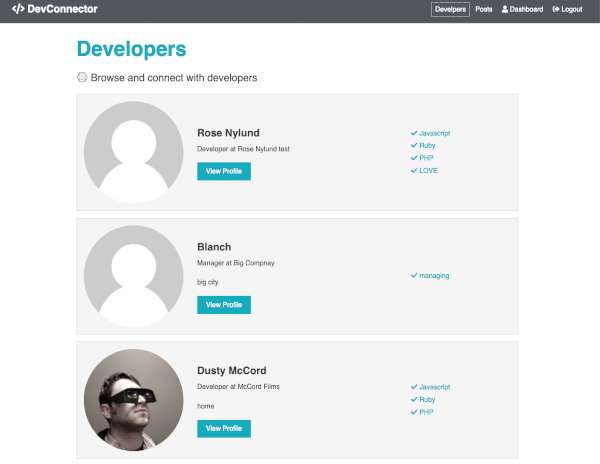 DevConnector
Develpers Posts Dashboard Logout
Developers
Browse and connect with developers
Rose Nylund
Developer at Rose Nylund test
View Profile
Javascript
Ruby
PHP
LOVE
Blanch
Manager at Big Compnay
big city
View Profile
managing
Dusty McCord
Developer at McCord Films
home
View Profile
Javascript
Ruby
PHP